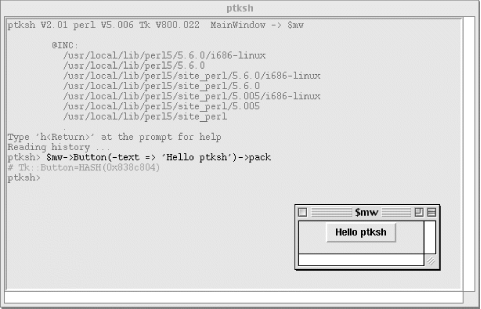 ptksh
ptksh V2.01 perl V5.006 Tk V800.022  MainWindow -> $mw
@INC:
/usr/local/lib/perl5/5.6.0/i686-linux
/usr/local/lib/perl5/5.6.0
/usr/local/lib/perl5/site_perl/5.6.0/i686-linux
/usr/local/lib/perl5/site_perl/5.6.0
/usr/local/lib/perl5/site_perl/5.005/i686-linux
/usr/local/lib/perl5/site_perl/5.005
/usr/local/lib/perl5/site_perl
Type 'h<Return>' at the prompt for help
Reading history ...
ptksh> $mw->Button(-text => 'Hello ptksh')->pack
# Tk::Button=HASH(0x838c804)
ptksh>
$mw
Hello ptksh